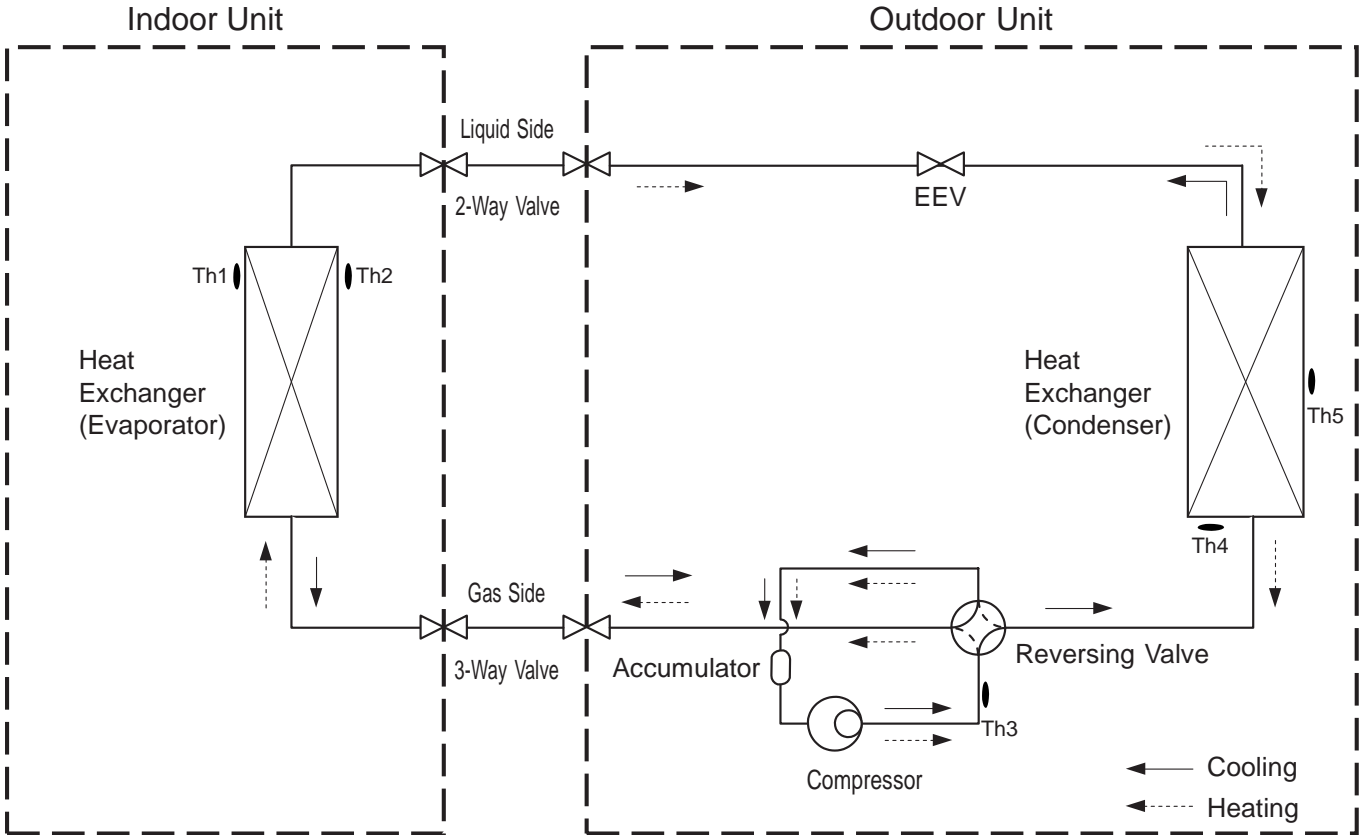 Indoor Unit
Outdoor Unit
Liquid Side
2-Way Valve
EEV
Th1
Th2
Heat
Exchanger
(Evaporator)
Heat
Exchanger
(Condenser)
Th5
Th4
Gas Side
3-Way Valve
Accumulator
Reversing Valve
Th3
Compressor
Cooling
Heating